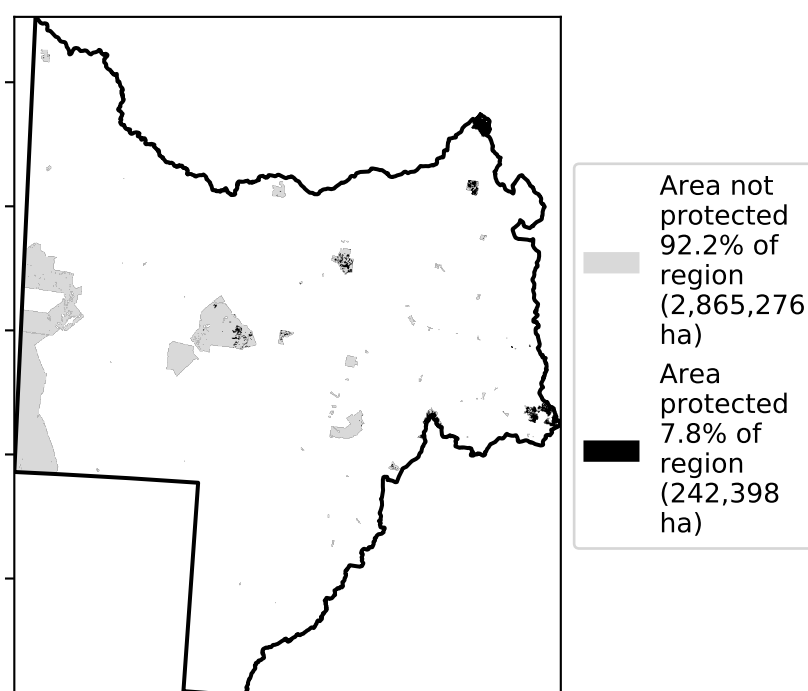 Area not
protected
92.2% of
region
(2,865,276
ha)
Area
protected
7.8% of
region
(242,398
ha)